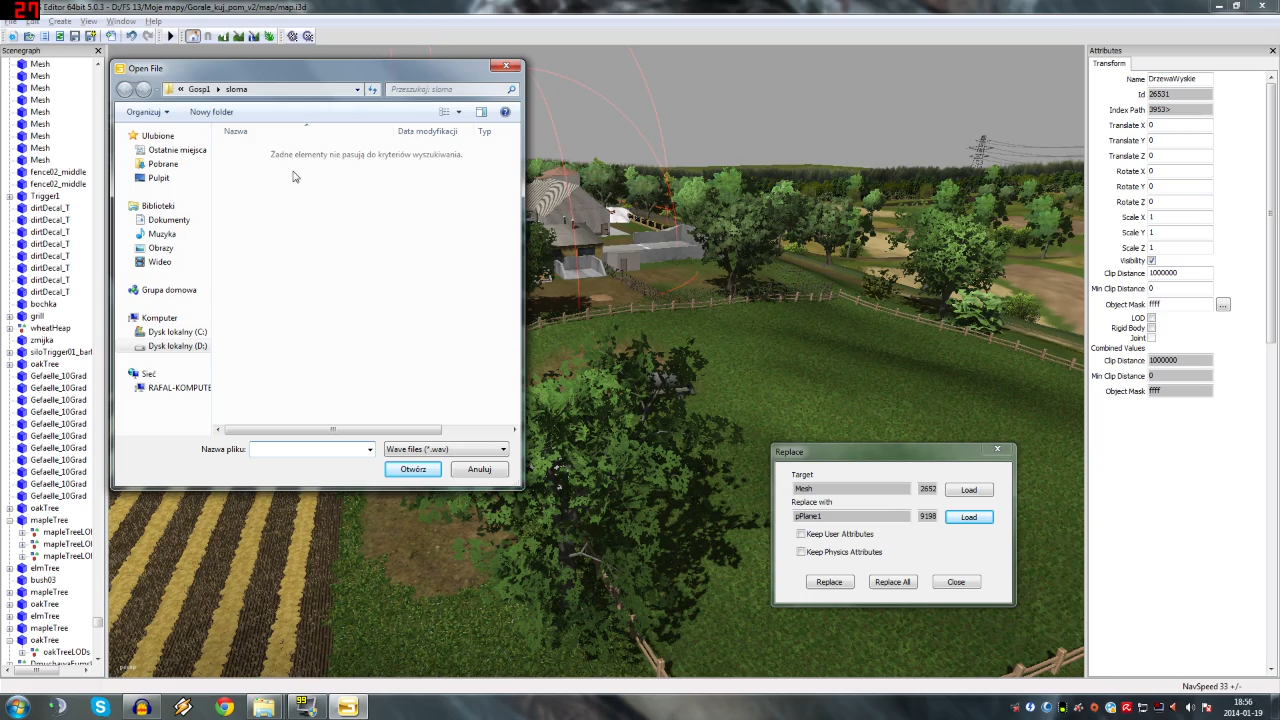 27
Editor 64bit 5.0.3 - D:/FS 13/Moje mapy/Gorale_kuj_pom_v2/map/map.i3d
File Edit Create View Window Help
Scenegraph
Mesh
Mesh
Mesh
Mesh
Mesh
Mesh
Mesh
Mesh
Mesh
fence02_middle
fence02_middle
Trigger1
dirtDecal_T
dirtDecal_T
dirtDecal_T
dirtDecal_T
dirtDecal_T
dirtDecal_T
dirtDecal_T
dirtDecal_T
bochka
grill
wheatHeap
zmijka
siloTrigger01_bar
oakTree
Gefaelle_10Grad
Gefaelle_10Grad
Gefaelle_10Grad
Gefaelle_10Grad
Gefaelle_10Grad
Gefaelle_10Grad
Gefaelle_10Grad
Gefaelle_10Grad
Gefaelle_10Grad
Gefaelle_10Grad
Gefaelle_10Grad
oakTree
mapleTree
mapleTreeLO
mapleTreeLO
mapleTreeLO
elmTree
bush03
mapleTree
oakTree
elmTree
mapleTree
oakTree
oakTreeLODs
Open File
« Gosp1 sloma
Przeszukaj: sloma
Organizuj New folder
Nazwa Data modyfikacji Typ
Żadne elementy nie pasują do kryteriów wyszukiwania.
Ulubione
Ostatnie miejsca
Pobrane
Pulpit
Biblioteki
Dokumenty
Muzyka
Obrazy
Wideo
Grupa domowa
Komputer
Dysk lokalny (C:)
Dysk lokalny (D:)
Sieć
RAFAL-KOMPUTE
Nazwa pliku: Wave files (*.wav)
Otwórz Anuluj
persp
Replace
Target
Mesh 2652 Load
Replace with
pPlane1 9198 Load
Keep User Attributes
Keep Physics Attributes
Replace Replace All Close
Attributes
Transform
Name DrzewaWyskie
Id 26531
Index Path 3953>
Translate X 0
Translate Y 0
Translate Z 0
Rotate X 0
Rotate Y 0
Rotate Z 0
Scale X 1
Scale Y 1
Scale Z 1
Visibility
Clip Distance 1000000
Min Clip Distance 0
Object Mask ffff ...
LOD
Rigid Body
Joint
Combined Values
Clip Distance 1000000
Min Clip Distance 0
Object Mask ffff
NavSpeed 33 +/-
99
18:56
2014-01-19